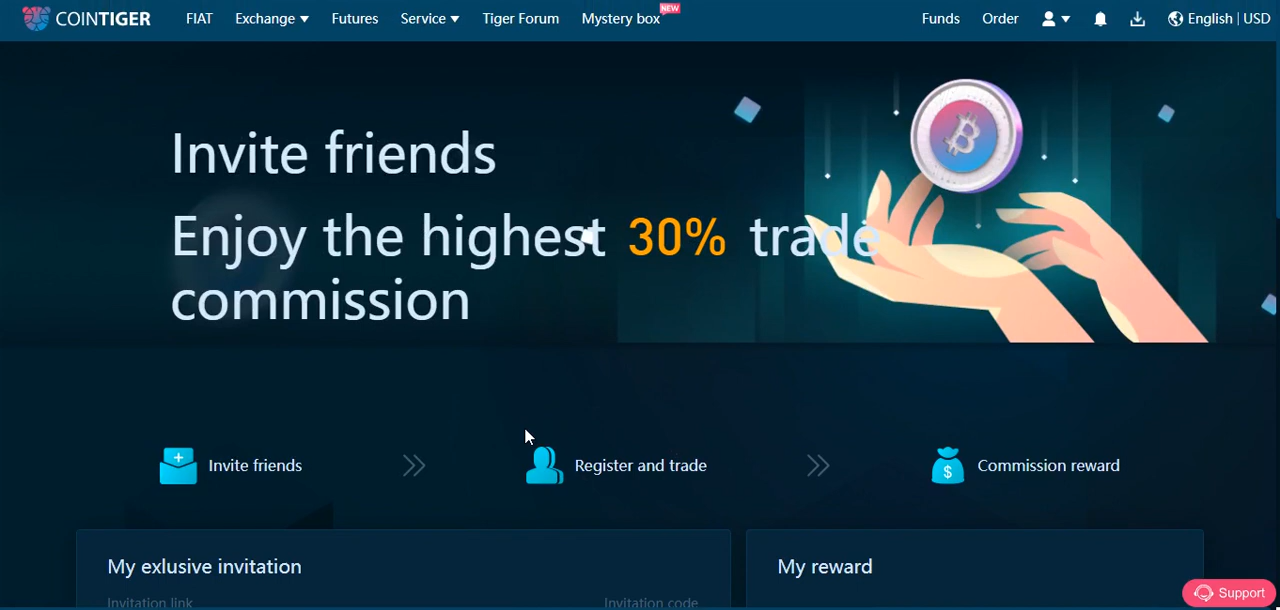 COINTIGER FIAT Exchange Futures Service Tiger Forum Mystery box NEW Funds Order English | USD
Invite friends
Enjoy the highest 30% trade
commission
Invite friends Register and trade Commission reward
My exlusive invitation My reward
Invitation link Invitation code
Support